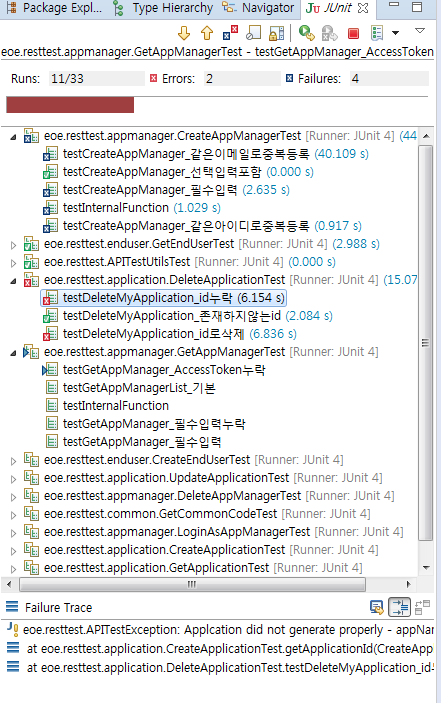 Package Expl... Type Hierarchy Navigator JUnit
eoe.resttest.appmanager.GetAppManagerTest - testGetAppManager_AccessToken
Runs: 11/33 Errors: 2 Failures: 4
eoe.resttest.appmanager.CreateAppManagerTest [Runner: JUnit 4] (44
testCreateAppManager_같은이메일로중복등록 (40.109 s)
testCreateAppManager_선택입력포함 (0.000 s)
testCreateAppManager_필수입력 (2.635 s)
testInternalFunction (1.029 s)
testCreateAppManager_같은아이디로중복등록 (0.917 s)
eoe.resttest.enduser.GetEndUserTest [Runner: JUnit 4] (2.988 s)
eoe.resttest.APITestUtilsTest [Runner: JUnit 4] (0.000 s)
eoe.resttest.application.DeleteApplicationTest [Runner: JUnit 4] (15.07
testDeleteMyApplication_id누락 (6.154 s)
testDeleteMyApplication_존재하지않는id (2.084 s)
testDeleteMyApplication_id로삭제 (6.836 s)
eoe.resttest.appmanager.GetAppManagerTest [Runner: JUnit 4]
testGetAppManager_AccessToken누락
testGetAppManagerList_기본
testInternalFunction
testGetAppManager_필수입력누락
testGetAppManager_필수입력
eoe.resttest.enduser.CreateEndUserTest [Runner: JUnit 4]
eoe.resttest.application.UpdateApplicationTest [Runner: JUnit 4]
eoe.resttest.appmanager.DeleteAppManagerTest [Runner: JUnit 4]
eoe.resttest.common.GetCommonCodeTest [Runner: JUnit 4]
eoe.resttest.appmanager.LoginAsAppManagerTest [Runner: JUnit 4]
eoe.resttest.application.CreateApplicationTest [Runner: JUnit 4]
eoe.resttest.application.GetApplicationTest [Runner: JUnit 4]
Failure Trace
eoe.resttest.APITestException: Applcation did not generate properly - appNam
at eoe.resttest.application.CreateApplicationTest.getApplicationId(CreateApp
at eoe.resttest.application.DeleteApplicationTest.testDeleteMyApplication_id